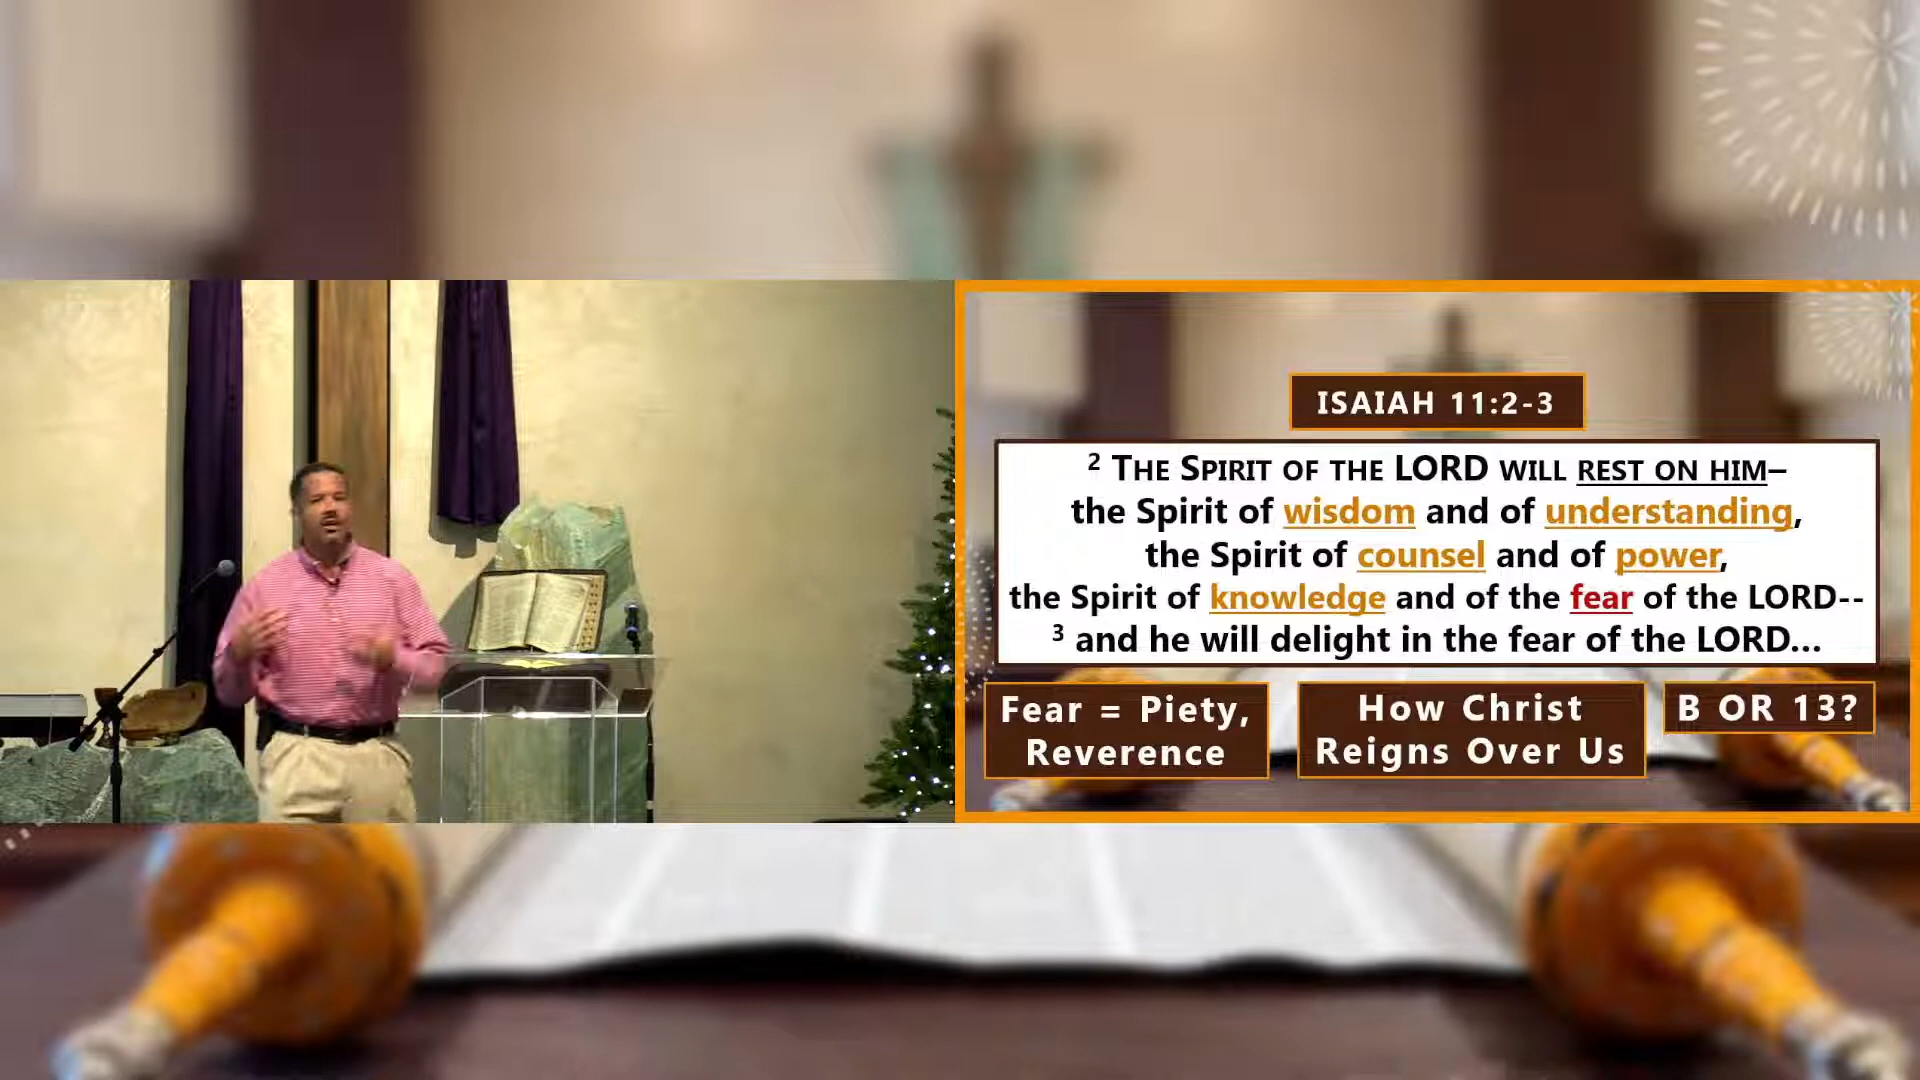 ISAIAH 11:2-3
2 THE SPIRIT OF THE LORD WILL REST ON HIM–
the Spirit of wisdom and of understanding,
the Spirit of counsel and of power,
the Spirit of knowledge and of the fear of the LORD--
3 and he will delight in the fear of the LORD...
Fear = Piety,
Reverence
How Christ
Reigns Over Us
B OR 13?